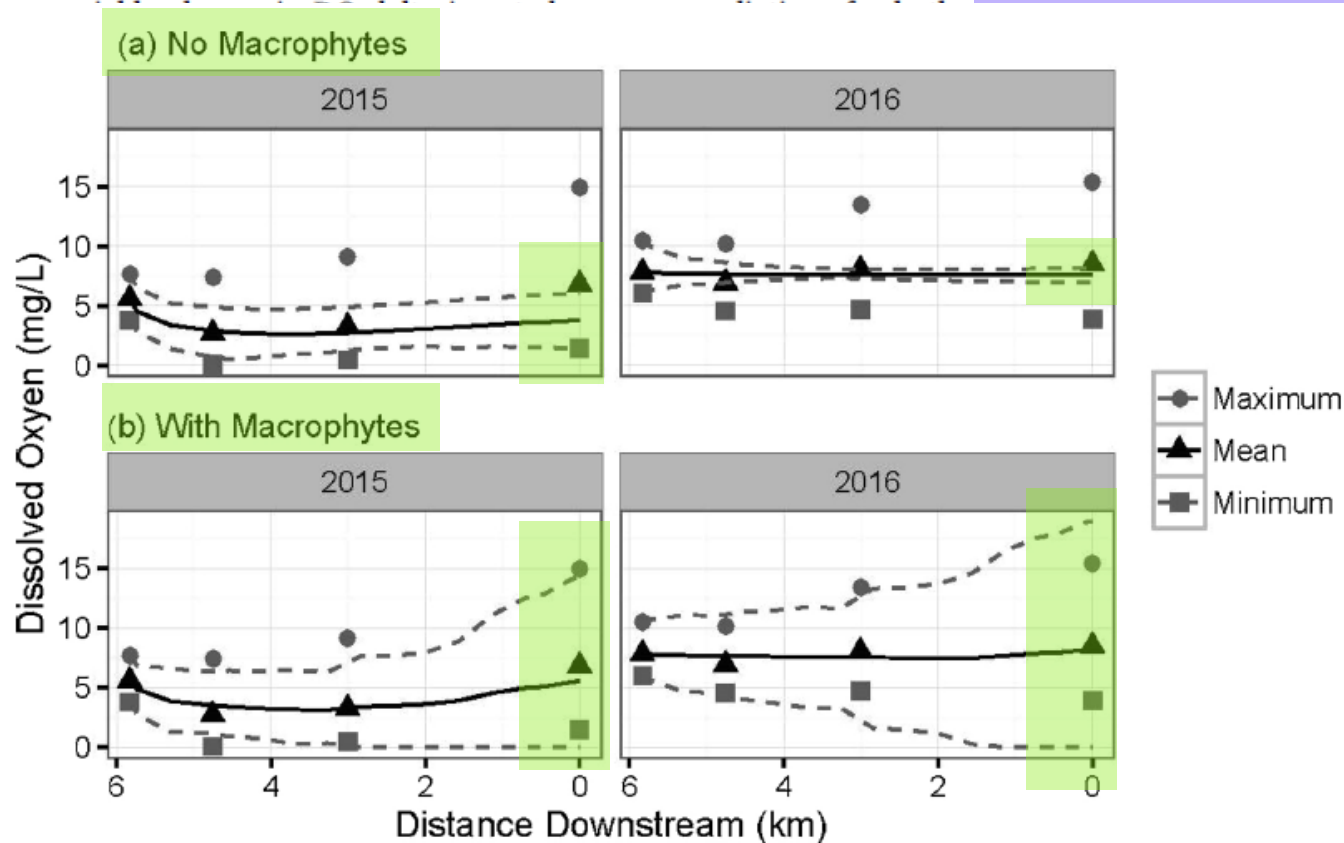 (a) No Macrophytes
2015 2016
15
10
5
0
Dissolved Oxyen (mg/L)
Maximum
Mean
Minimum
(b) With Macrophytes
2015 2016
15
10
5
0
6 4 2 0 6 4 2 0
Distance Downstream (km)